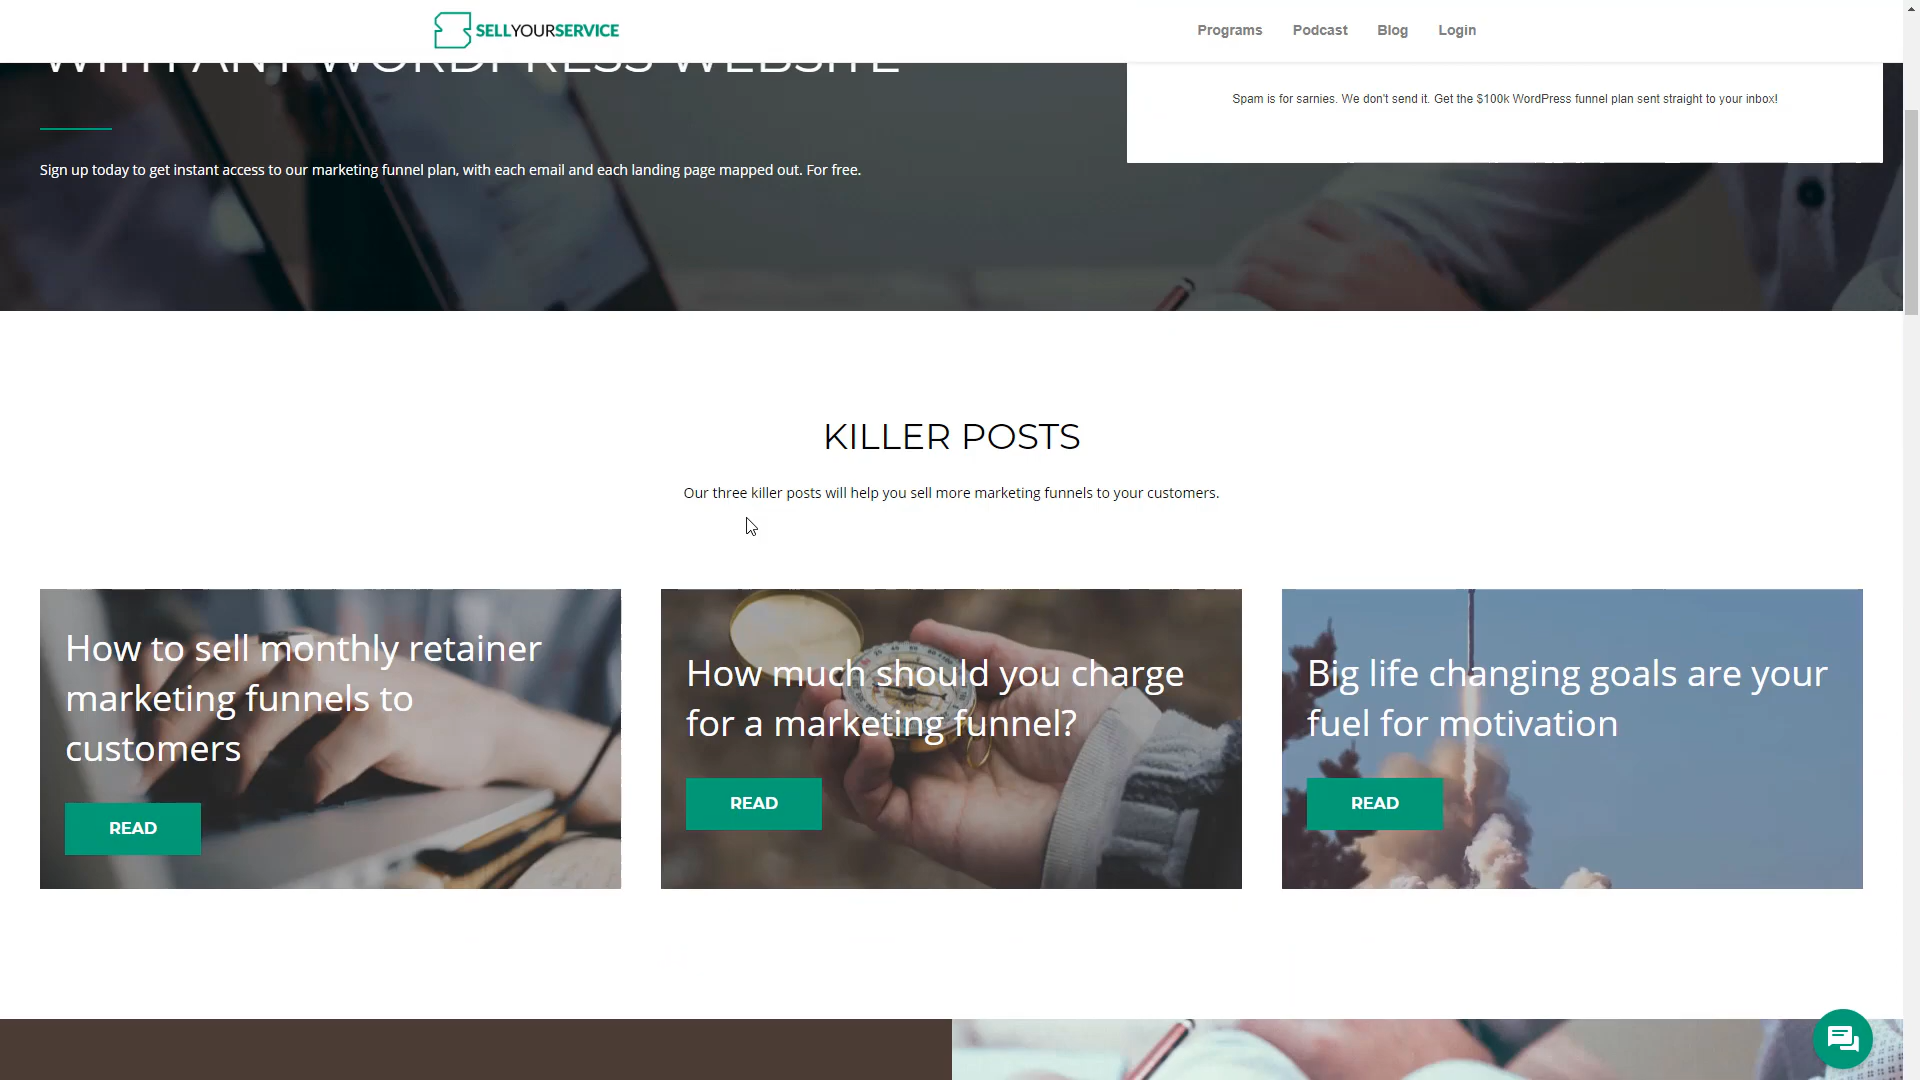 SELLYOURSERVICE
Programs
Podcast
Blog
Login
WITH ANY WORDPRESS WEBSITE
Spam is for sarnies. We don't send it. Get the $100k WordPress funnel plan sent straight to your inbox!
Sign up today to get instant access to our marketing funnel plan, with each email and each landing page mapped out. For free.
KILLER POSTS
Our three killer posts will help you sell more marketing funnels to your customers.
How to sell monthly retainer
marketing funnels to
customers
READ
How much should you charge
for a marketing funnel?
READ
Big life changing goals are your
fuel for motivation
READ